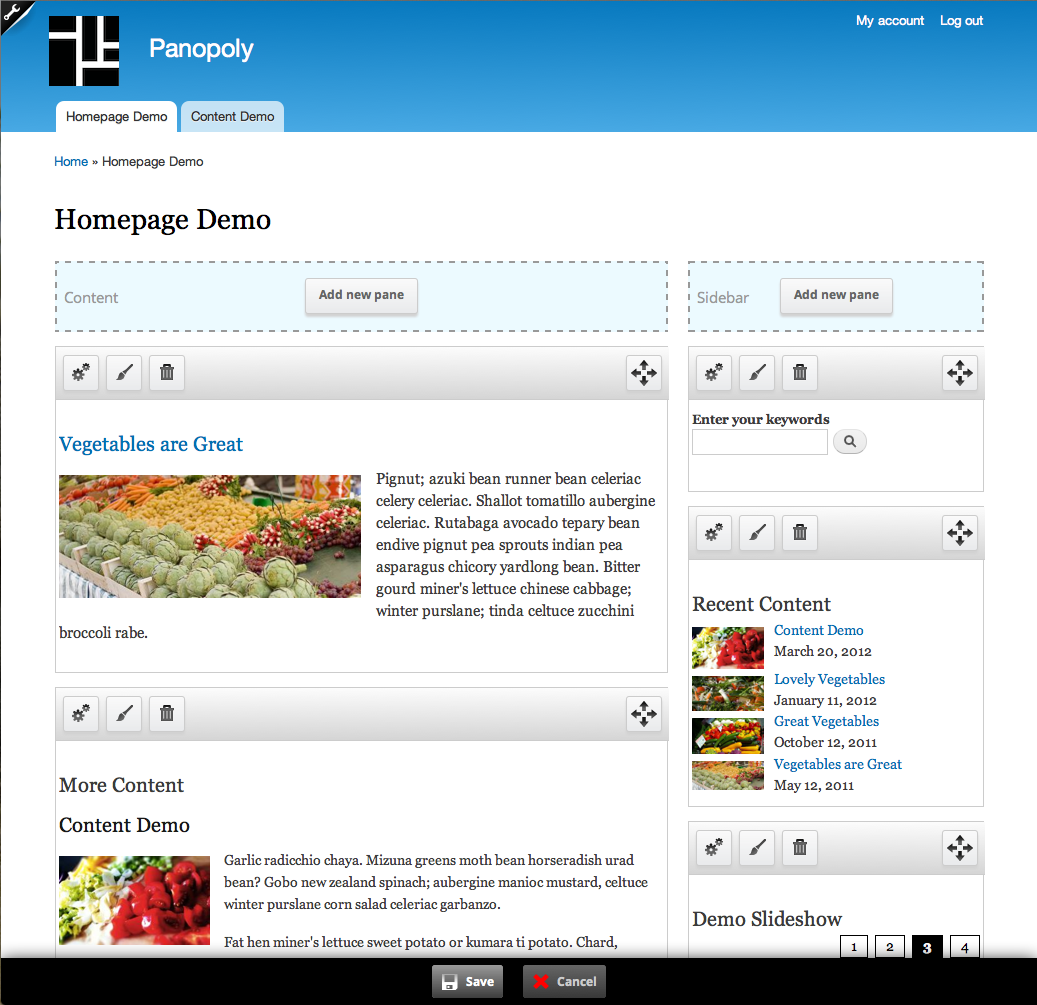 My account Log out
Panopoly
Homepage Demo Content Demo
Home » Homepage Demo
Homepage Demo
Content
Add new pane
Sidebar
Add new pane
Vegetables are Great
Pignut; azuki bean runner bean celeriac
celery celeriac. Shallot tomatillo aubergine
celeriac. Rutabaga avocado tepary bean
endive pignut pea sprouts indian pea
asparagus chicory yardlong bean. Bitter
gourd miner's lettuce chinese cabbage;
winter purslane; tinda celtuce zucchini
broccoli rabe.
More Content
Content Demo
Garlic radicchio chaya. Mizuna greens moth bean horseradish urad
bean? Gobo new zealand spinach; aubergine manioc mustard, celtuce
winter purslane corn salad celeriac garbanzo.
Fat hen miner's lettuce sweet potato or kumara ti potato. Chard,
Enter your keywords
Recent Content
Content Demo
March 20, 2012
Lovely Vegetables
January 11, 2012
Great Vegetables
October 12, 2011
Vegetables are Great
May 12, 2011
Demo Slideshow
1 2 3 4
Save Cancel